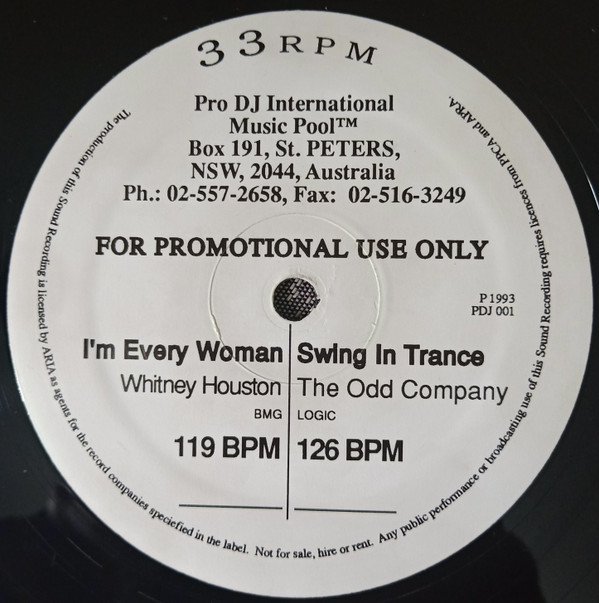 33 RPM
Pro DJ International
Music Pool™
Box 191, St. PETERS,
NSW, 2044, Australia
Ph.: 02-557-2658, Fax: 02-516-3249
FOR PROMOTIONAL USE ONLY
P 1993
PDJ 001
I'm Every Woman
Whitney Houston
BMG
119 BPM
Swing In Trance
The Odd Company
LOGIC
126 BPM
The production of this Sound Recording is licensed by ARIA as agents for the record companies speciefied in the label. Not for sale, hire or rent. Any public performance or broadcasting use of this Sound Recording requires licences from PPCA and APRA.